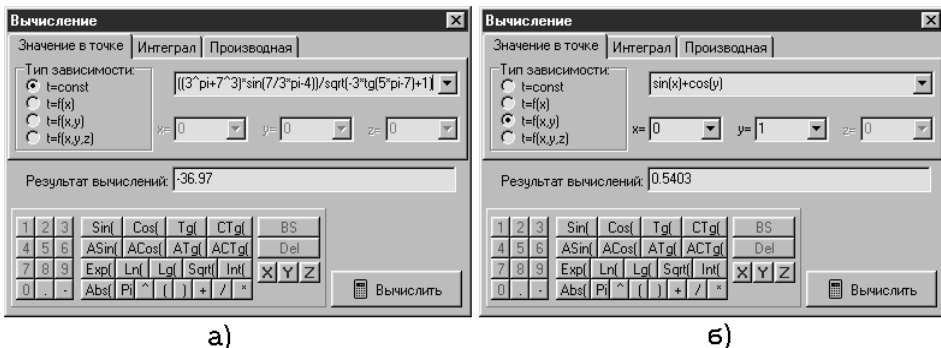 Вычисление
Значение в точке Интеграл Производная
Тип зависимости:
t=const
t=f(x)
t=f(x,y)
t=f(x,y,z)
((3^pi+7^3)*sin(7/3*pi-4))/sqrt(-3*tg(5*pi-7)+1)
x= 0 y= 0 z= 0
Результат вычислений: -36.97
1 2 3 Sin( Cos( Tg( CTg( BS
4 5 6 ASin( ACos( ATg( ACTg( Del
7 8 9 Exp( Ln( Lg( Sqrt( Int( X Y Z
0 . - Abs( Pi ^ ( ) + / *
Вычислить
а)
Вычисление
Значение в точке Интеграл Производная
Тип зависимости:
t=const
t=f(x)
t=f(x,y)
t=f(x,y,z)
sin(x)+cos(y)
x= 0 y= 1 z= 0
Результат вычислений: 0.5403
1 2 3 Sin( Cos( Tg( CTg( BS
4 5 6 ASin( ACos( ATg( ACTg( Del
7 8 9 Exp( Ln( Lg( Sqrt( Int( X Y Z
0 . - Abs( Pi ^ ( ) + / *
Вычислить
б)